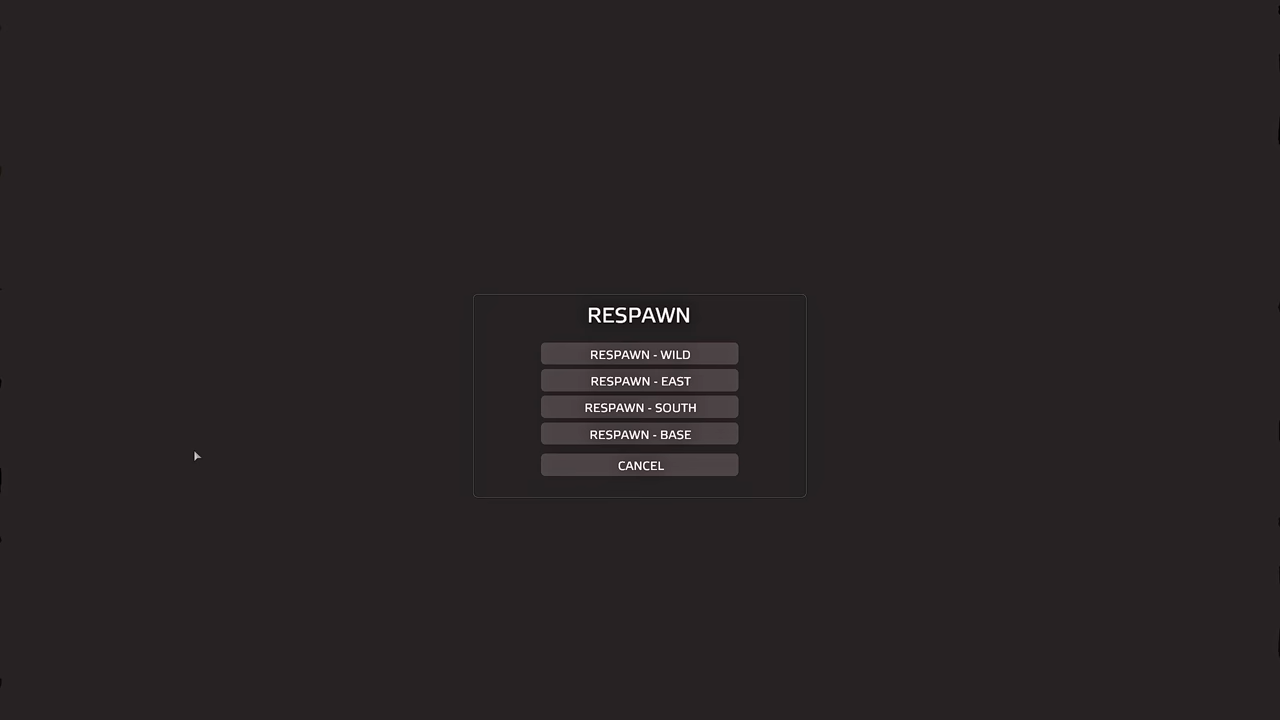 RESPAWN
RESPAWN - WILD
RESPAWN - EAST
RESPAWN - SOUTH
RESPAWN - BASE
CANCEL